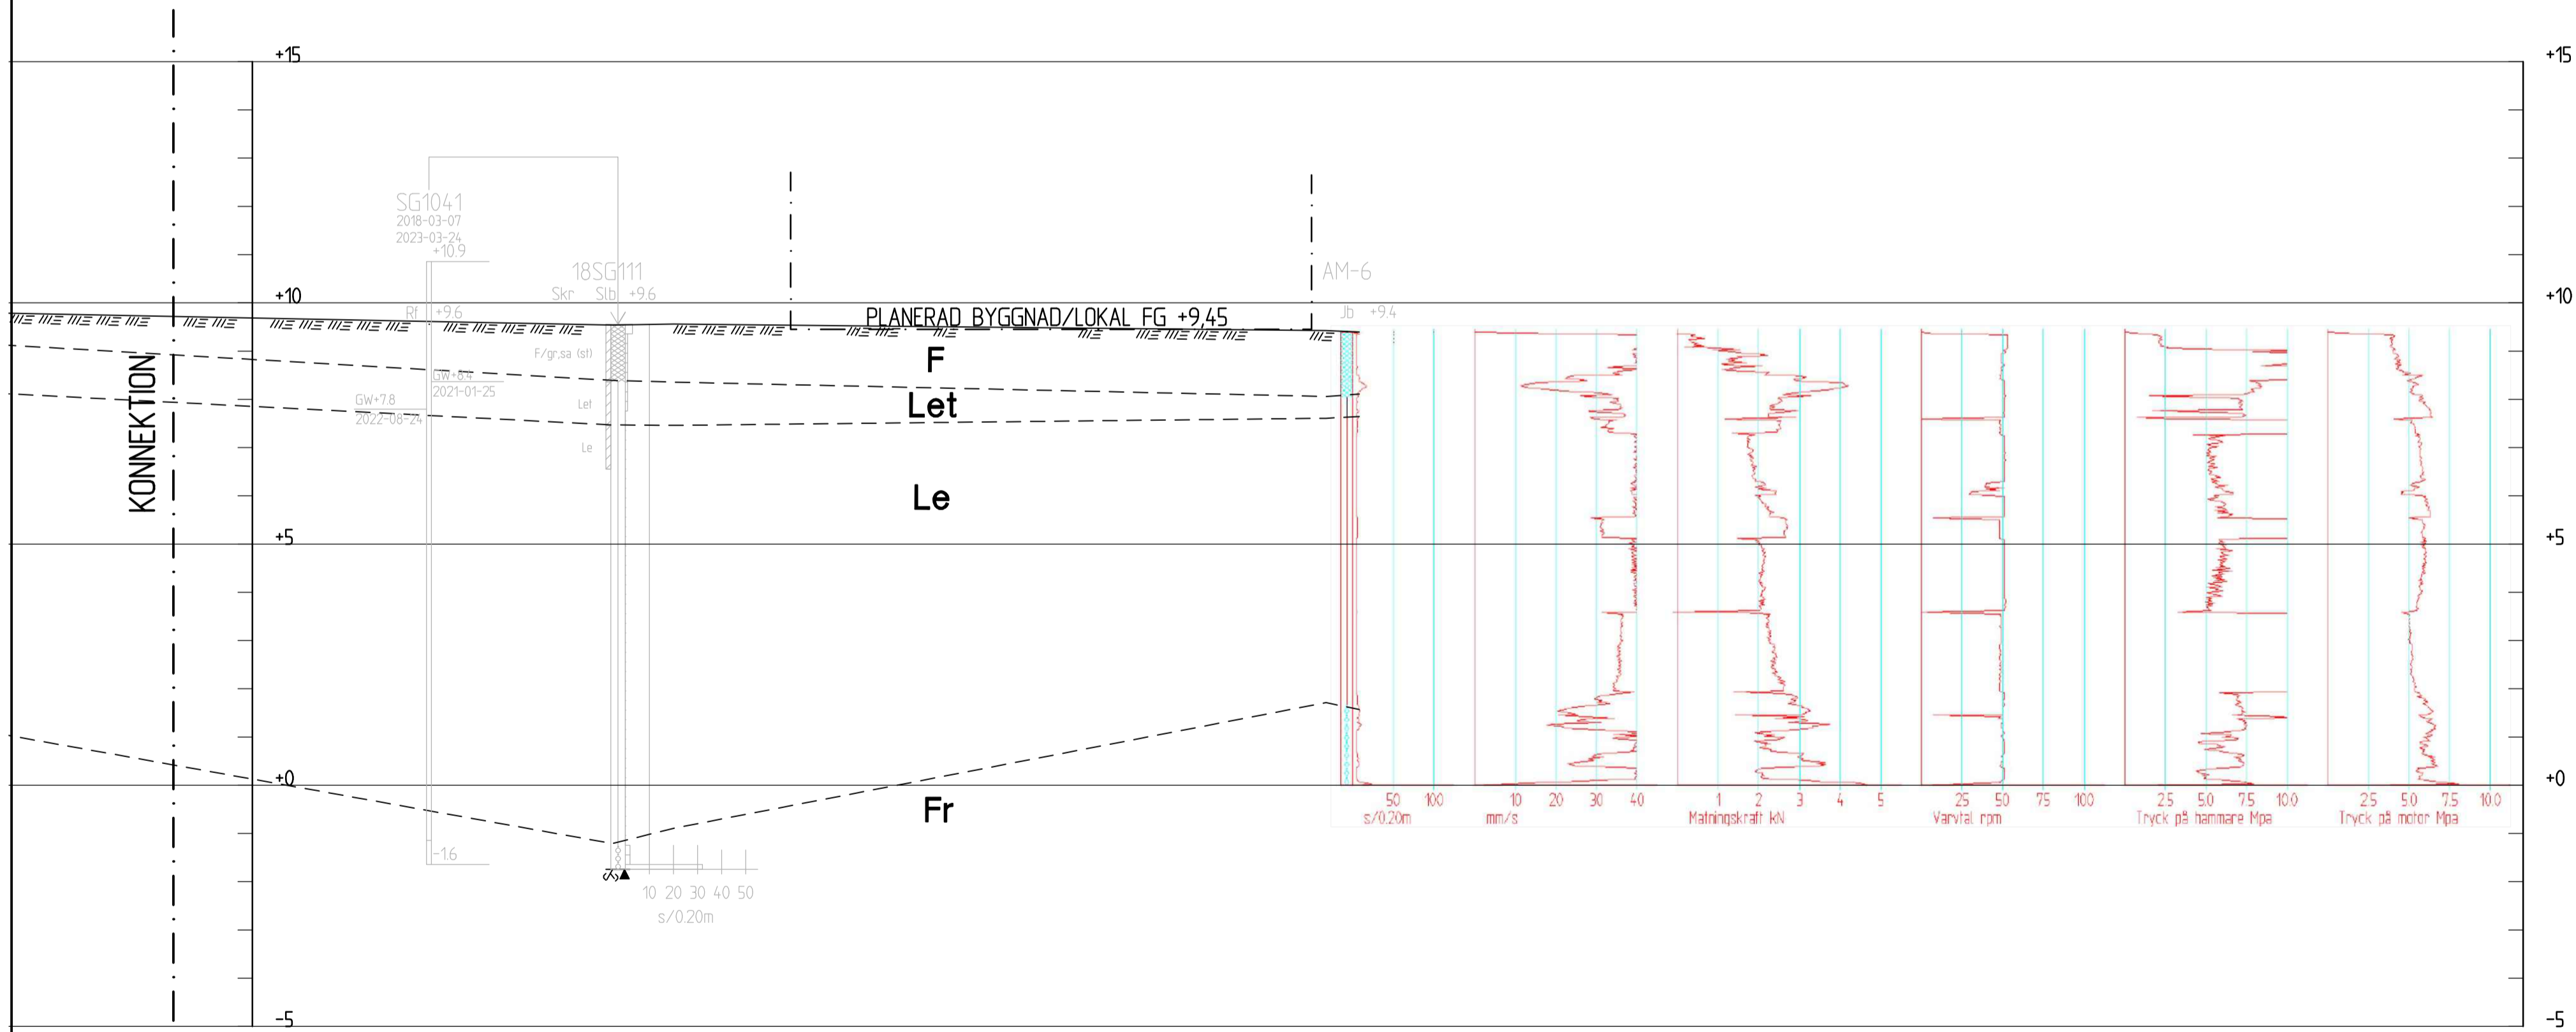 +15
+15
SG1041
2018-03-07
2023-03-24
+10.9
18SG111
Skr Slb +9.6
AM-6
Jb +9.4
+10
+10
Rf +9.6
PLANERAD BYGGNAD/LOKAL FG +9,45
F/gr,sa (st)
F
GW+8.4
2021-01-25
GW+7.8
2022-08-24
Let
Let
Le
Le
KONNEKTION
+5
+5
+0
+0
Fr
50 100
s/0.20m
10 20 30 40
mm/s
1 2 3 4 5
Matningskraft kN
25 50 75 100
Varvtal rpm
2.5 5.0 7.5 10.0
Tryck på hammare Mpa
2.5 5.0 7.5 10.0
Tryck på motor Mpa
-1.6
10 20 30 40 50
s/0.20m
-5
-5